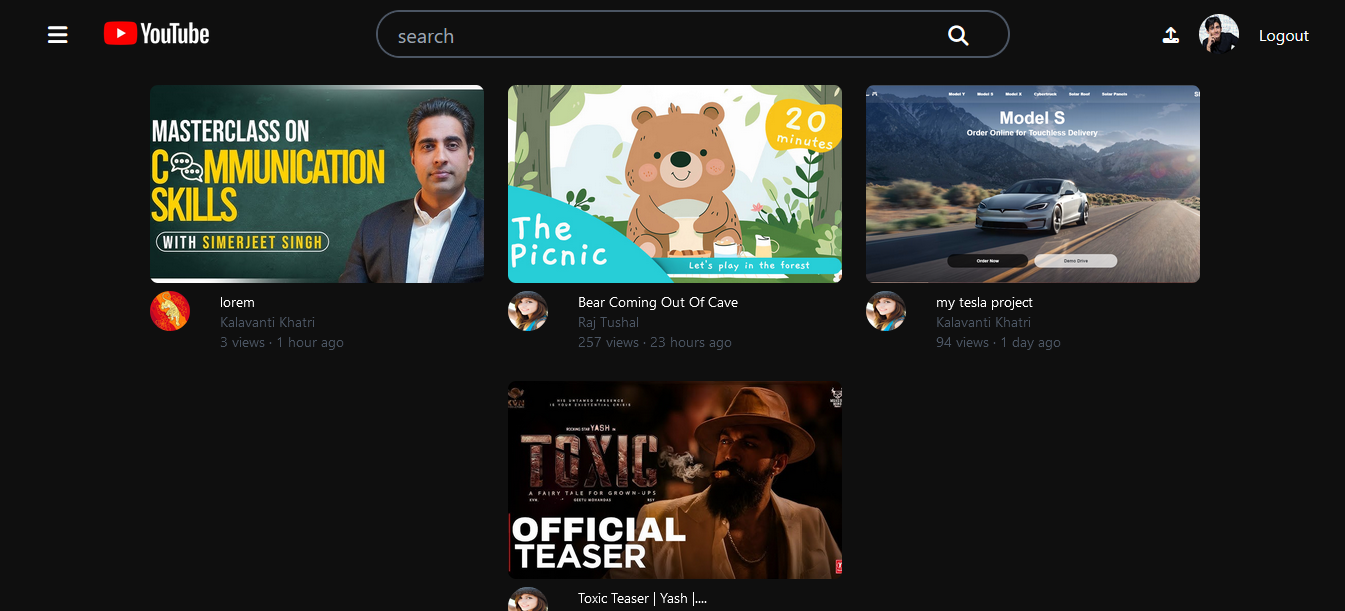 YouTube
search
Logout
MASTERCLASS ON
COMMUNICATION
SKILLS
WITH SIMERJEET SINGH
20
minutes
The
Picnic
Let's play in the forest
Model Y Model S Model X Cybertruck Solar Roof Solar Panels
Model S
Order Online for Touchless Delivery
Order Now
Demo Drive
lorem
Kalavanti Khatri
3 views · 1 hour ago
Bear Coming Out Of Cave
Raj Tushal
257 views · 23 hours ago
my tesla project
Kalavanti Khatri
94 views · 1 day ago
HIS UNTAMED PRESENCE
IS YOUR EXISTENTIAL CRISIS
ROCKING STAR YASH IN
TOXIC
A FAIRY TALE FOR GROWN-UPS
OFFICIAL
TEASER
Toxic Teaser | Yash |....